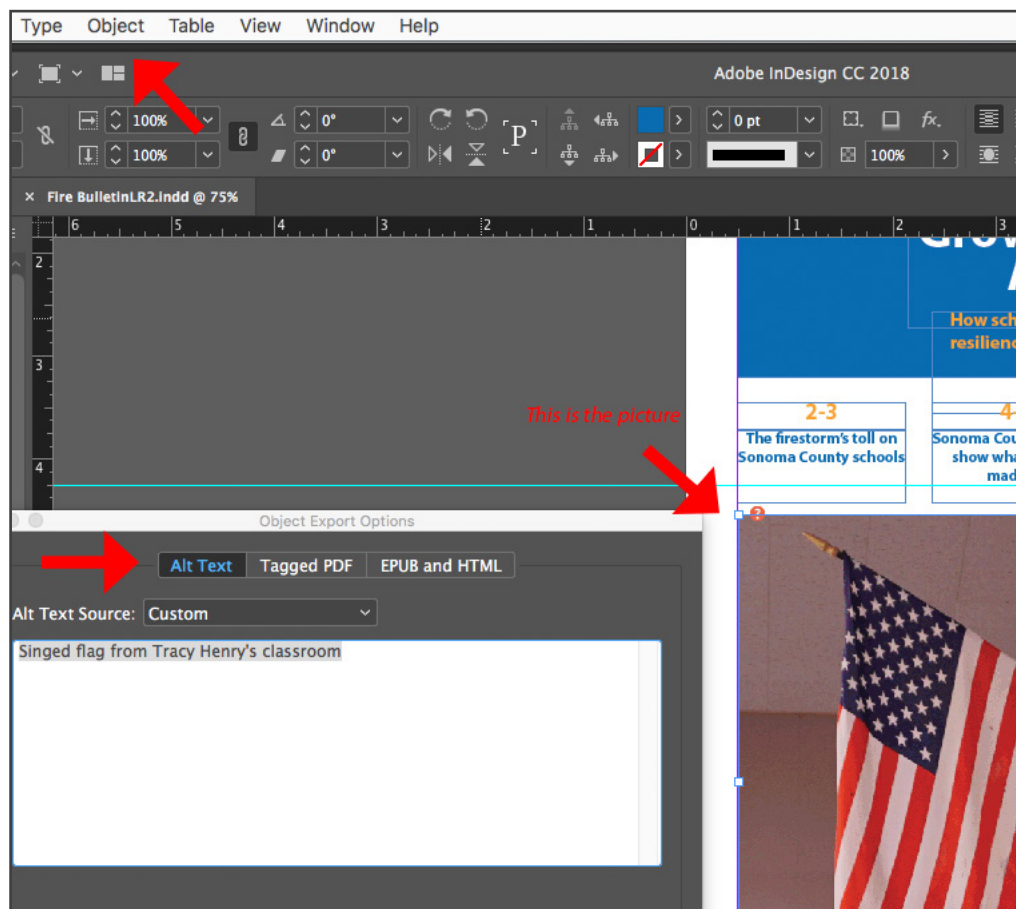 Type Object Table View Window Help
Adobe InDesign CC 2018
100% 0° P 0 pt fx.
100% 0° 100%
× Fire BulletinLR2.indd @ 75%
6 5 4 3 2 1 0 1 2 3
2
3
4
How sch
resilienc
This is the picture
2-3
The firestorm's toll on
Sonoma County schools
4-
Sonoma Cou
show wha
mad
Object Export Options
Alt Text Tagged PDF EPUB and HTML
Alt Text Source: Custom
Singed flag from Tracy Henry's classroom
?